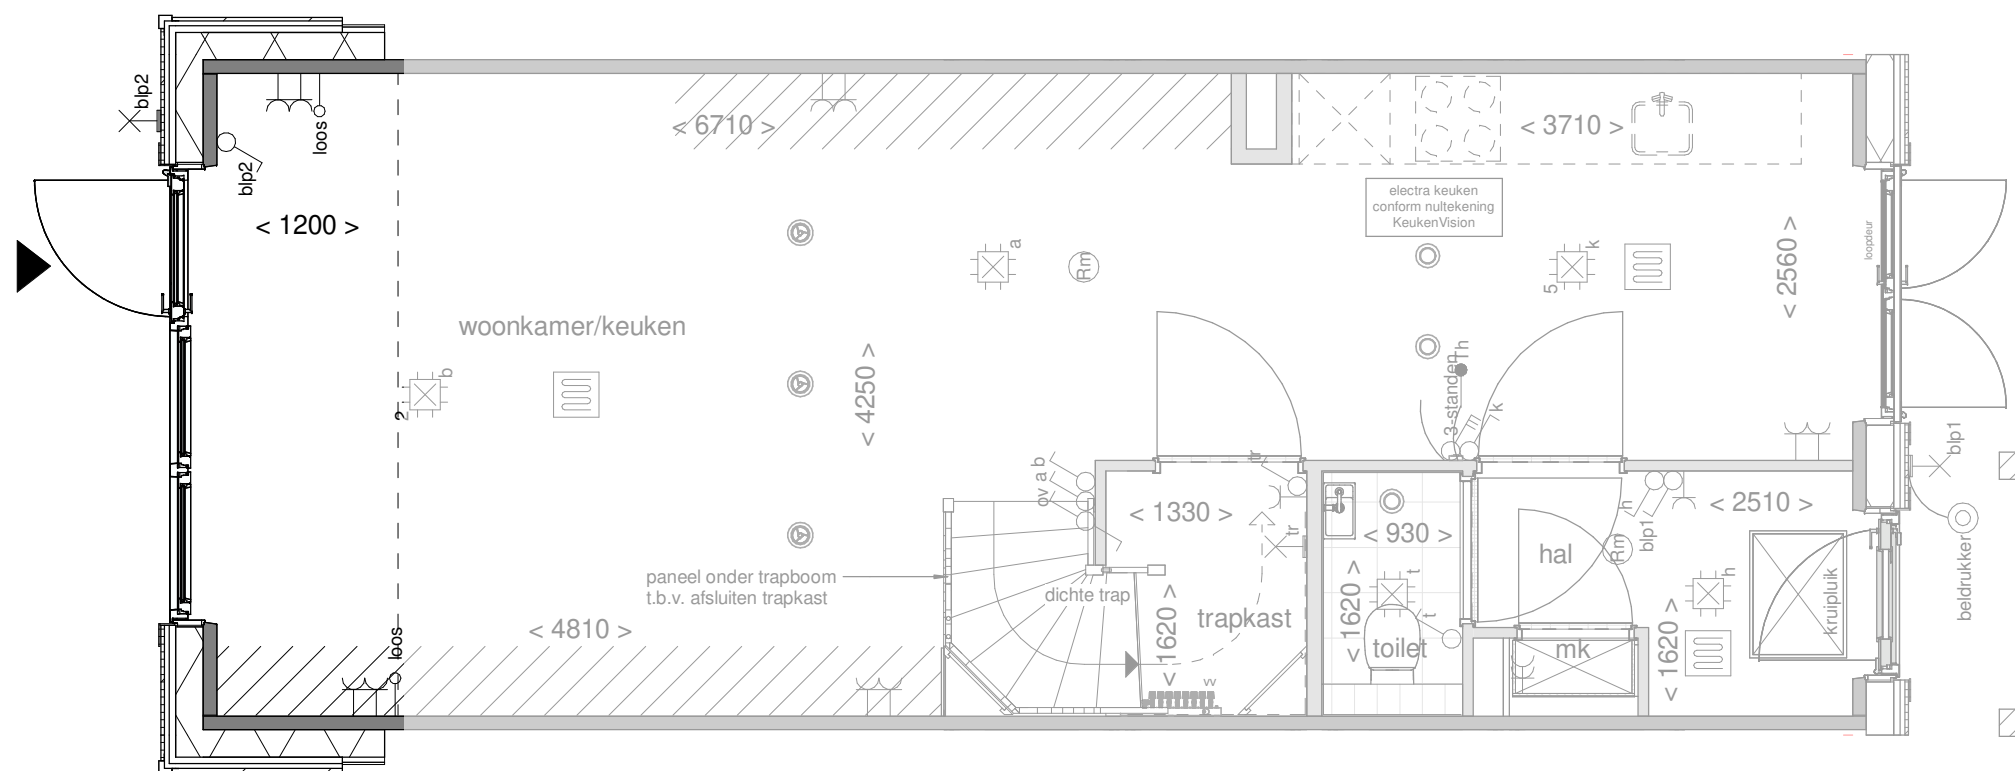 blp2
loos
blp2
< 1200 >
< 6710 >
< 3710 >
electra keuken
conform nultekening
KeukenVision
loopdeur
< 2560 >
a
Rm
k
5
woonkamer/keuken
b
2
< 4250 >
3-standen
Th
m
k
blp1
ov a b
tr
< 1330 >
tr
< 930 >
hal
Rm
h
blp1
< 2510 >
beldrukker
paneel onder trapboom
t.b.v. afsluiten trapkast
dichte trap
trapkast
< 1620 >
vv
< 1620 >
t
t
toilet
mk
h
< 1620 >
kruipluik
< 4810 >
loos